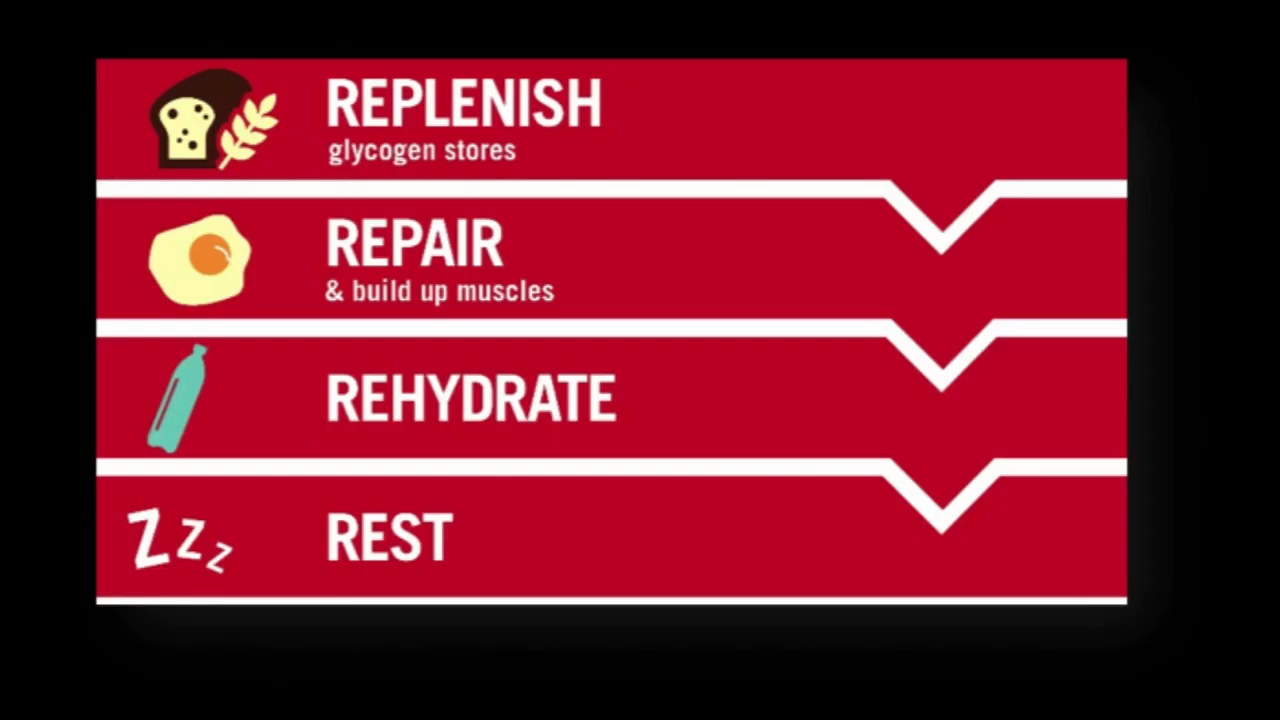 REPLENISH
glycogen stores
REPAIR
& build up muscles
REHYDRATE
Z z z
REST